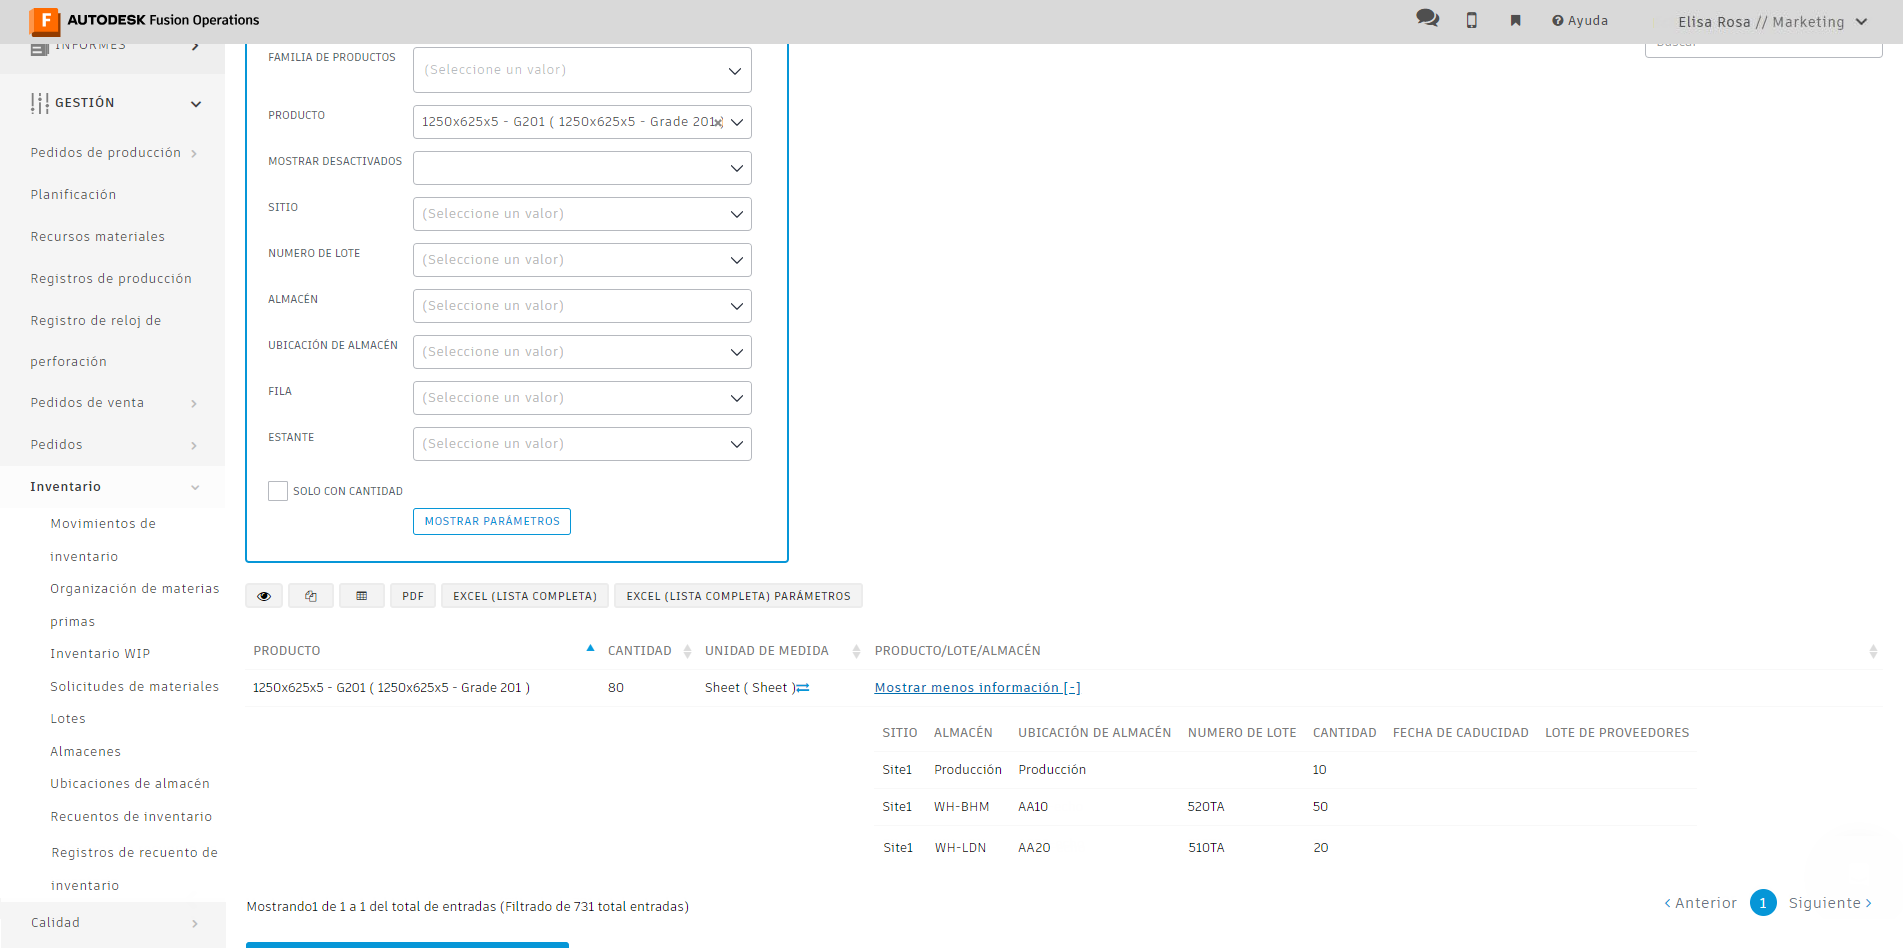 F AUTODESK Fusion Operations
Ayuda
Elisa Rosa // Marketing
INFORMES
GESTIÓN
Pedidos de producción
Planificación
Recursos materiales
Registros de producción
Registro de reloj de
perforación
Pedidos de venta
Pedidos
Inventario
Movimientos de
inventario
Organización de materias
primas
Inventario WIP
Solicitudes de materiales
Lotes
Almacenes
Ubicaciones de almacén
Recuentos de inventario
Registros de recuento de
inventario
Calidad
Buscar
FAMILIA DE PRODUCTOS (Seleccione un valor)
PRODUCTO 1250x625x5 - G201 ( 1250x625x5 - Grade 201 )
MOSTRAR DESACTIVADOS
SITIO (Seleccione un valor)
NUMERO DE LOTE (Seleccione un valor)
ALMACÉN (Seleccione un valor)
UBICACIÓN DE ALMACÉN (Seleccione un valor)
FILA (Seleccione un valor)
ESTANTE (Seleccione un valor)
SOLO CON CANTIDAD
MOSTRAR PARÁMETROS
PDF EXCEL (LISTA COMPLETA) EXCEL (LISTA COMPLETA) PARÁMETROS
PRODUCTO CANTIDAD UNIDAD DE MEDIDA PRODUCTO/LOTE/ALMACÉN
1250x625x5 - G201 ( 1250x625x5 - Grade 201 ) 80 Sheet ( Sheet ) Mostrar menos información [-]
SITIO ALMACÉN UBICACIÓN DE ALMACÉN NUMERO DE LOTE CANTIDAD FECHA DE CADUCIDAD LOTE DE PROVEEDORES
Site1 Producción Producción 10
Site1 WH-BHM AA10 520TA 50
Site1 WH-LDN AA20 510TA 20
Mostrando1 de 1 a 1 del total de entradas (Filtrado de 731 total entradas)
‹ Anterior 1 Siguiente ›